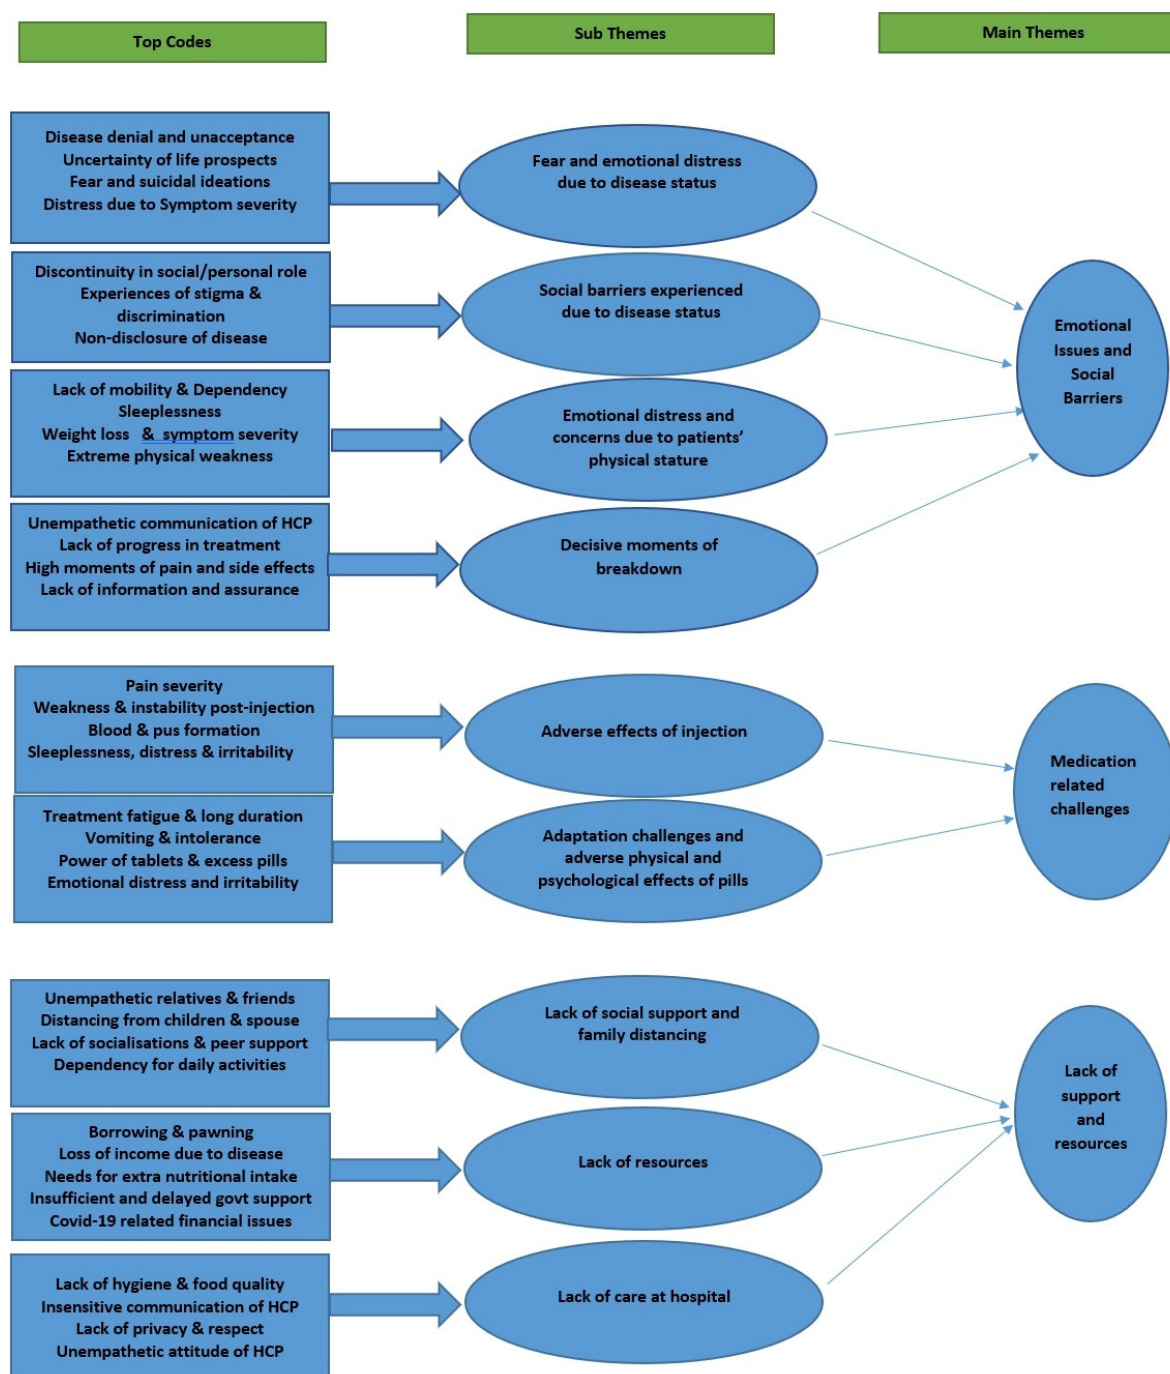 Top Codes
Sub Themes
Main Themes
Disease denial and unacceptance
Uncertainty of life prospects
Fear and suicidal ideations
Distress due to Symptom severity
Fear and emotional distress
due to disease status
Discontinuity in social/personal role
Experiences of stigma &
discrimination
Non-disclosure of disease
Social barriers experienced
due to disease status
Lack of mobility & Dependency
Sleeplessness
Weight loss & symptom severity
Extreme physical weakness
Emotional distress and
concerns due to patients’
physical stature
Unempathetic communication of HCP
Lack of progress in treatment
High moments of pain and side effects
Lack of information and assurance
Decisive moments of
breakdown
Emotional
Issues and
Social
Barriers
Pain severity
Weakness & instability post-injection
Blood & pus formation
Sleeplessness, distress & irritability
Adverse effects of injection
Treatment fatigue & long duration
Vomiting & intolerance
Power of tablets & excess pills
Emotional distress and irritability
Adaptation challenges and
adverse physical and
psychological effects of pills
Medication
related
challenges
Unempathetic relatives & friends
Distancing from children & spouse
Lack of socialisations & peer support
Dependency for daily activities
Lack of social support and
family distancing
Borrowing & pawning
Loss of income due to disease
Needs for extra nutritional intake
Insufficient and delayed govt support
Covid-19 related financial issues
Lack of resources
Lack of hygiene & food quality
Insensitive communication of HCP
Lack of privacy & respect
Unempathetic attitude of HCP
Lack of care at hospital
Lack of
support
and
resources